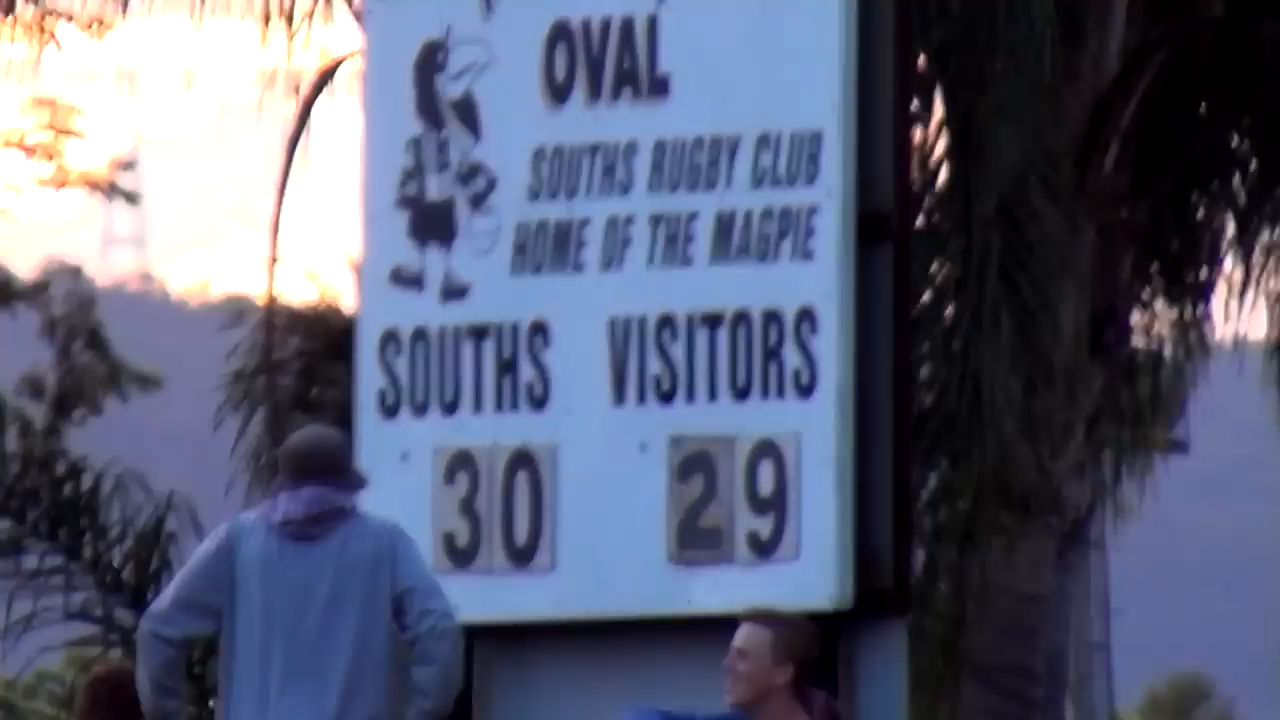 OVAL
SOUTHS RUGBY CLUB
HOME OF THE MAGPIE
SOUTHS VISITORS
30 29